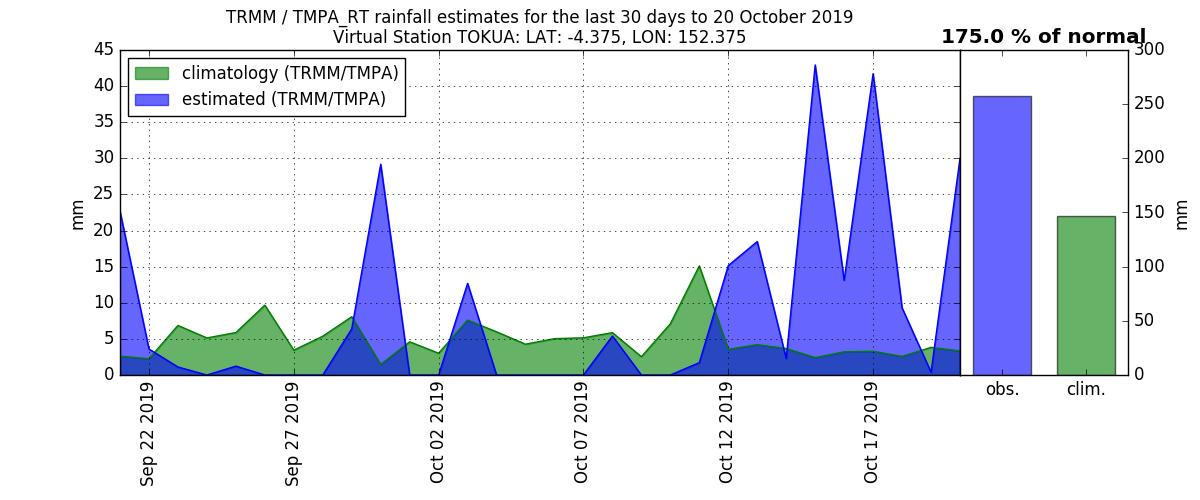 TRMM / TMPA_RT rainfall estimates for the last 30 days to 20 October 2019
Virtual Station TOKUA: LAT: -4.375, LON: 152.375
175.0 % of normal
climatology (TRMM/TMPA)
estimated (TRMM/TMPA)
mm
45
40
35
30
25
20
15
10
5
0
Sep 22 2019
Sep 27 2019
Oct 02 2019
Oct 07 2019
Oct 12 2019
Oct 17 2019
300
250
200
150
100
50
0
mm
obs.
clim.